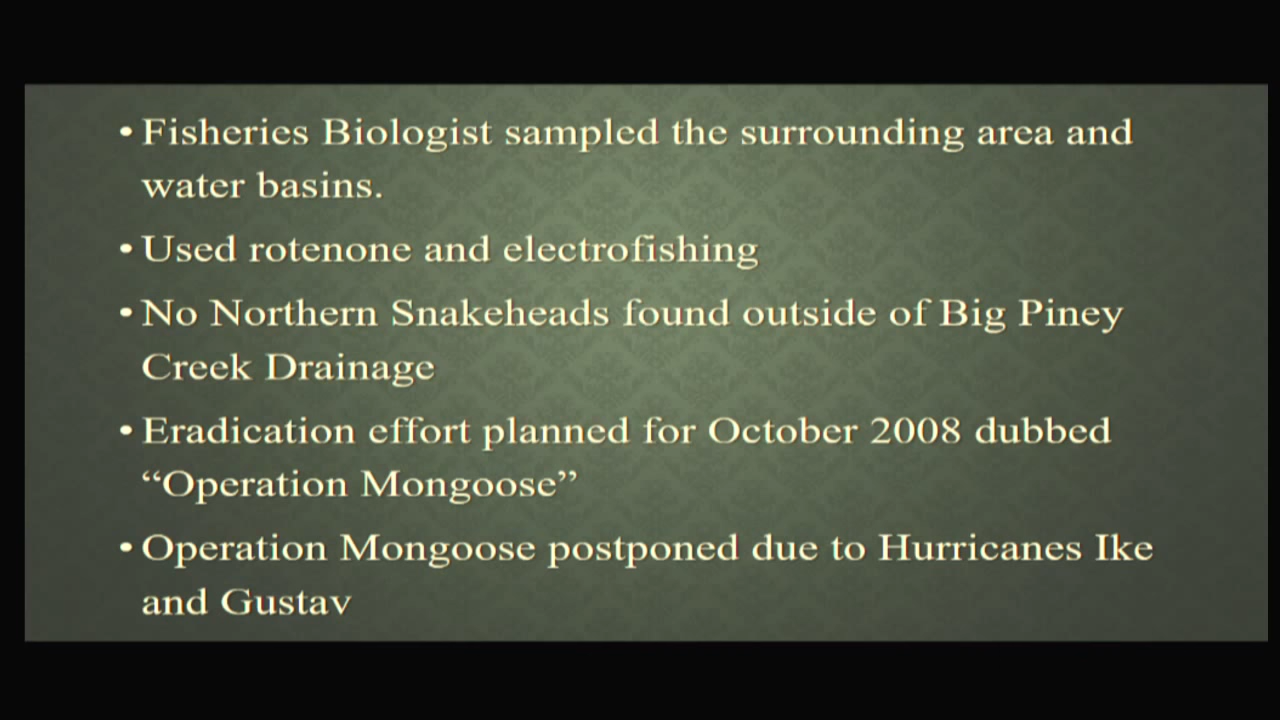 • Fisheries Biologist sampled the surrounding area and
water basins.
• Used rotenone and electrofishing
• No Northern Snakeheads found outside of Big Piney
Creek Drainage
• Eradication effort planned for October 2008 dubbed
“Operation Mongoose”
• Operation Mongoose postponed due to Hurricanes Ike
and Gustav